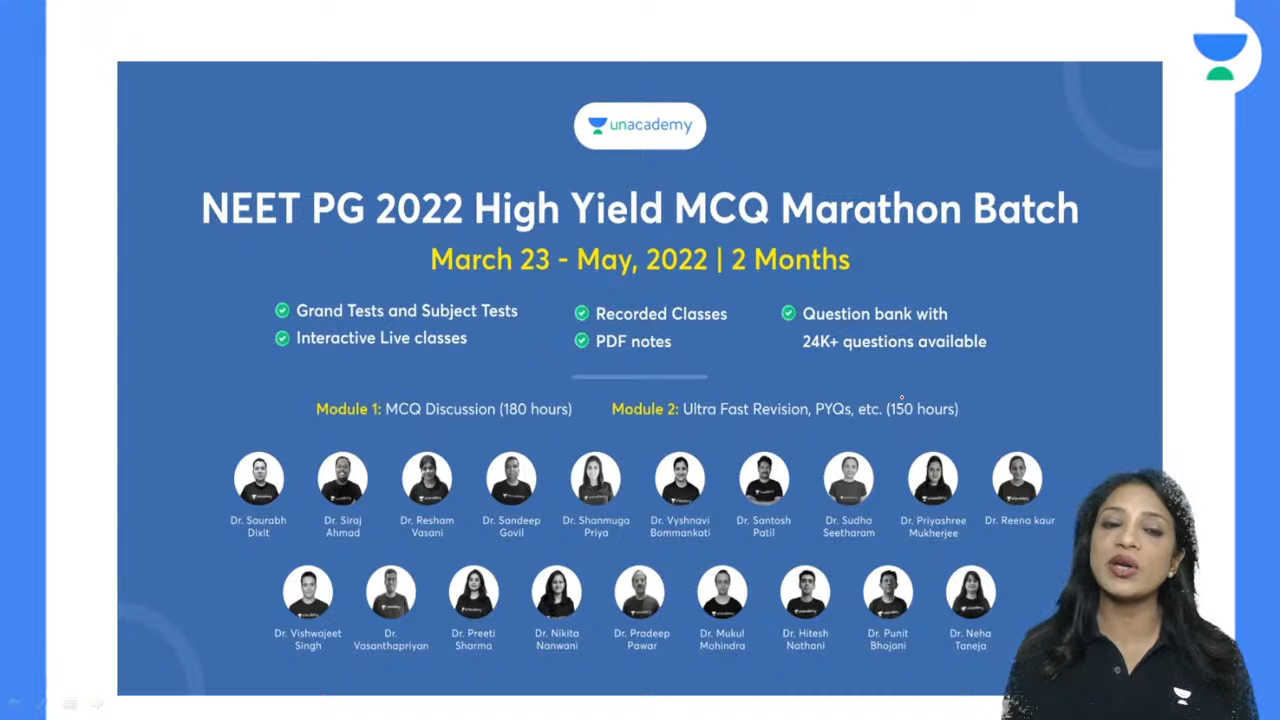 unacademy
NEET PG 2022 High Yield MCQ Marathon Batch
March 23 - May, 2022 | 2 Months
Grand Tests and Subject Tests
Interactive Live classes
Recorded Classes
PDF notes
Question bank with
24K+ questions available
Module 1: MCQ Discussion (180 hours)
Module 2: Ultra Fast Revision, PYQs, etc. (150 hours)
Dr. Saurabh
Dixit
Dr. Siraj
Ahmad
Dr. Resham
Vasani
Dr. Sandeep
Govil
Dr. Shanmuga
Priya
Dr. Vyshnavi
Bommankati
Dr. Santosh
Patil
Dr. Sudha
Seetharam
Dr. Priyashree
Mukherjee
Dr. Reena kaur
Dr. Vishwajeet
Singh
Dr.
Vasanthapriyan
Dr. Preeti
Sharma
Dr. Nikita
Nanwani
Dr. Pradeep
Pawar
Dr. Mukul
Mohindra
Dr. Hitesh
Nathani
Dr. Punit
Bhojani
Dr. Neha
Taneja